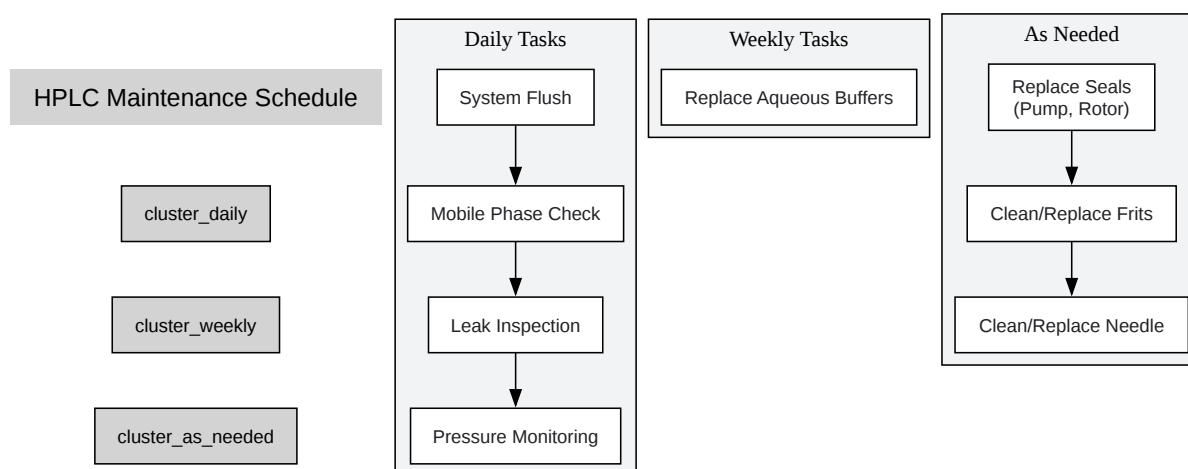 HPLC Maintenance Schedule
cluster_daily
cluster_weekly
cluster_as_needed
Daily Tasks
System Flush
Mobile Phase Check
Leak Inspection
Pressure Monitoring
Weekly Tasks
Replace Aqueous Buffers
As Needed
Replace Seals
(Pump, Rotor)
Clean/Replace Frits
Clean/Replace Needle